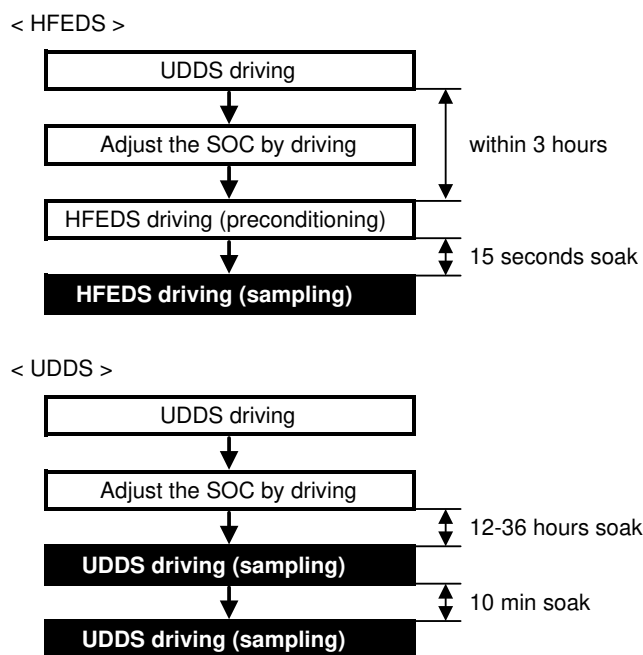 < HFEDS >
UDDS driving
Adjust the SOC by driving
within 3 hours
HFEDS driving (preconditioning)
15 seconds soak
HFEDS driving (sampling)
< UDDS >
UDDS driving
Adjust the SOC by driving
12-36 hours soak
UDDS driving (sampling)
10 min soak
UDDS driving (sampling)